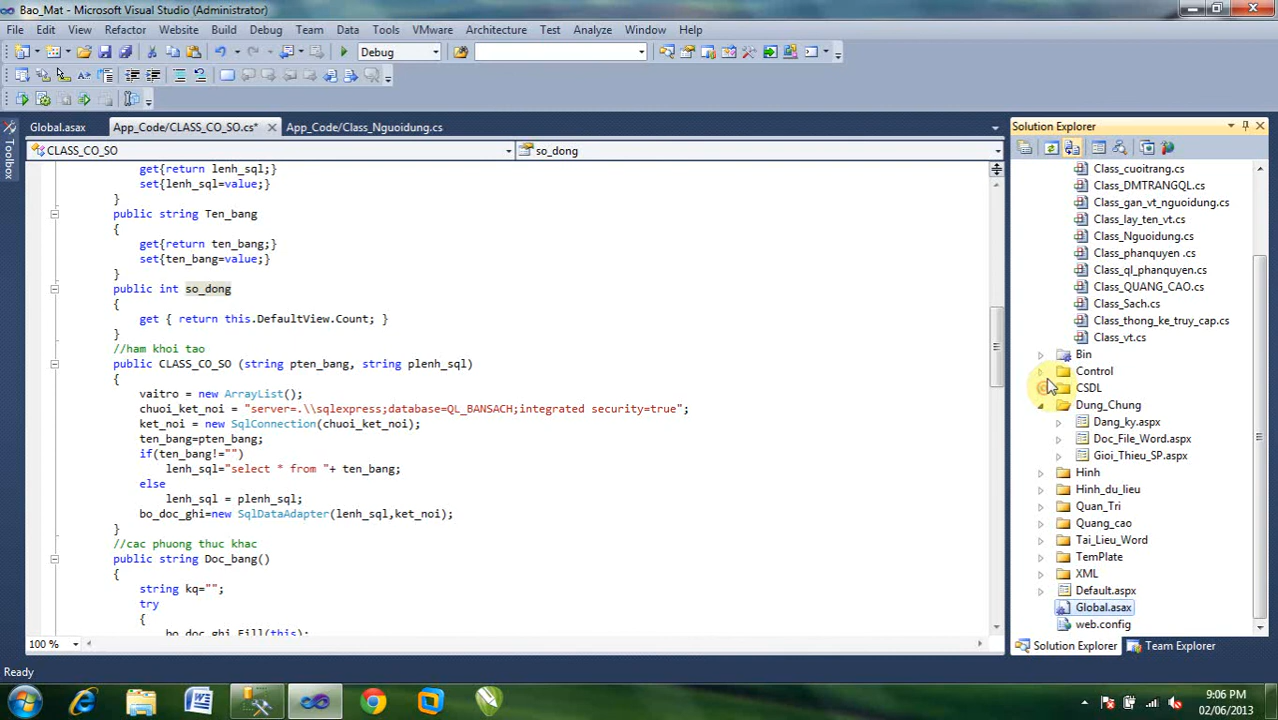 Bao_Mat - Microsoft Visual Studio (Administrator)
File Edit View Refactor Website Build Debug Team Data Tools VMware Architecture Test Analyze Window Help
Debug
Global.asax App_Code/CLASS_CO_SO.cs* App_Code/Class_Nguoidung.cs
Toolbox
CLASS_CO_SO so_dong
get{return lenh_sql;}
set{lenh_sql=value;}
}
public string Ten_bang
{
get{return ten_bang;}
set{ten_bang=value;}
}
public int so_dong
{
get { return this.DefaultView.Count; }
}
//ham khoi tao
public CLASS_CO_SO (string pten_bang, string plenh_sql)
{
vaitro = new ArrayList();
chuoi_ket_noi = "server=.\\sqlexpress;database=QL_BANSACH;integrated security=true";
ket_noi = new SqlConnection(chuoi_ket_noi);
ten_bang=pten_bang;
if(ten_bang!="")
lenh_sql="select * from "+ ten_bang;
else
lenh_sql = plenh_sql;
bo_doc_ghi=new SqlDataAdapter(lenh_sql,ket_noi);
}
//cac phuong thuc khac
public string Doc_bang()
{
string kq="";
try
{
bo_doc_ghi.Fill(this);
100 %
Solution Explorer
Class_cuoitrang.cs
Class_DMTRANGQL.cs
Class_gan_vt_nguoidung.cs
Class_lay_ten_vt.cs
Class_Nguoidung.cs
Class_phanquyen .cs
Class_ql_phanquyen.cs
Class_QUANG_CAO.cs
Class_Sach.cs
Class_thong_ke_truy_cap.cs
Class_vt.cs
Bin
Control
CSDL
Dung_Chung
Dang_ky.aspx
Doc_File_Word.aspx
Gioi_Thieu_SP.aspx
Hinh
Hinh_du_lieu
Quan_Tri
Quang_cao
Tai_Lieu_Word
TemPlate
XML
Default.aspx
Global.asax
web.config
Solution Explorer Team Explorer
Ready
9:06 PM
02/06/2013